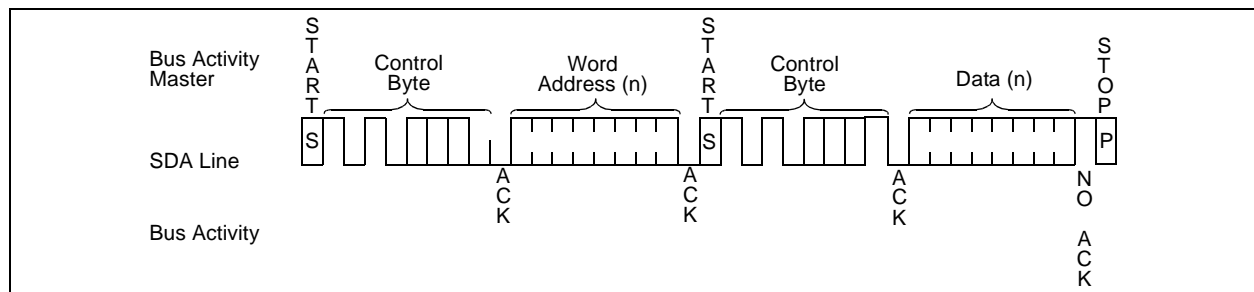 Bus Activity
Master
START
Control
Byte
Word
Address (n)
START
Control
Byte
Data (n)
STOP
SDA Line
S
S
P
Bus Activity
ACK
ACK
ACK
NO ACK